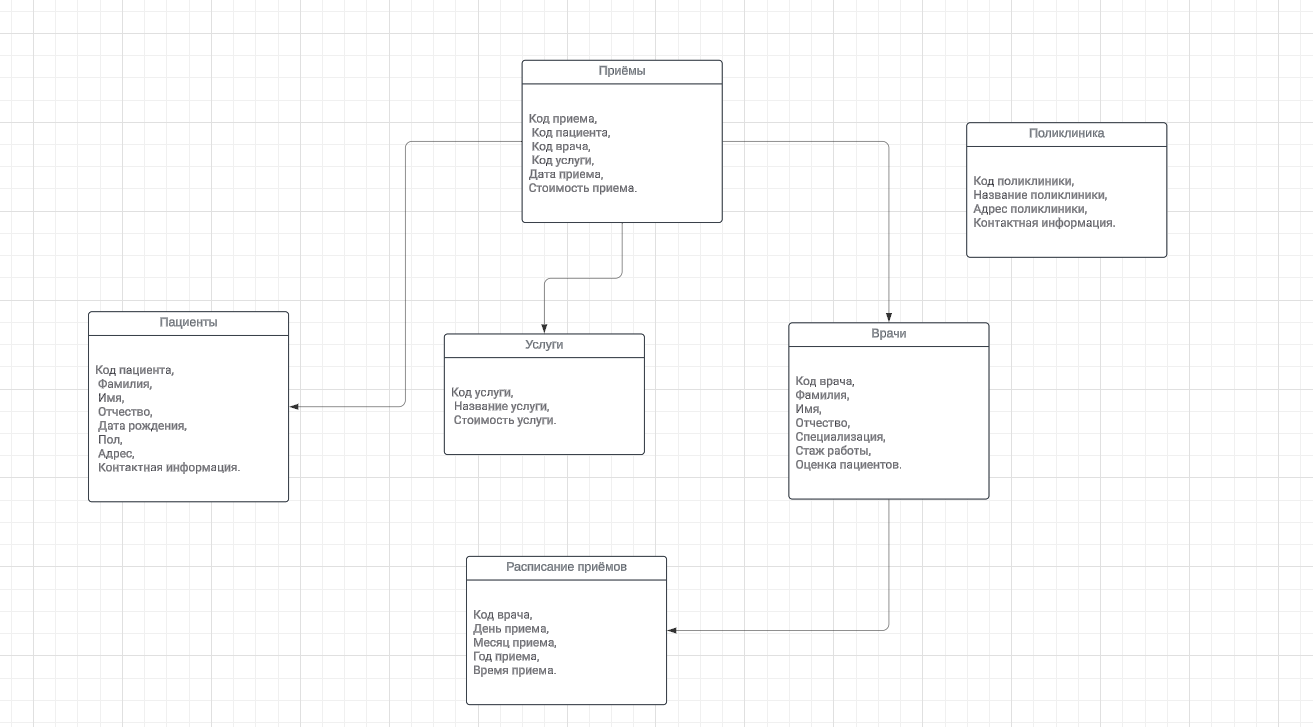 Приёмы
Код приема,
Код пациента,
Код врача,
Код услуги,
Дата приема,
Стоимость приема.
Поликлиника
Код поликлиники,
Название поликлиники,
Адрес поликлиники,
Контактная информация.
Пациенты
Код пациента,
Фамилия,
Имя,
Отчество,
Дата рождения,
Пол,
Адрес,
Контактная информация.
Услуги
Код услуги,
Название услуги,
Стоимость услуги.
Врачи
Код врача,
Фамилия,
Имя,
Отчество,
Специализация,
Стаж работы,
Оценка пациентов.
Расписание приёмов
Код врача,
День приема,
Месяц приема,
Год приема,
Время приема.